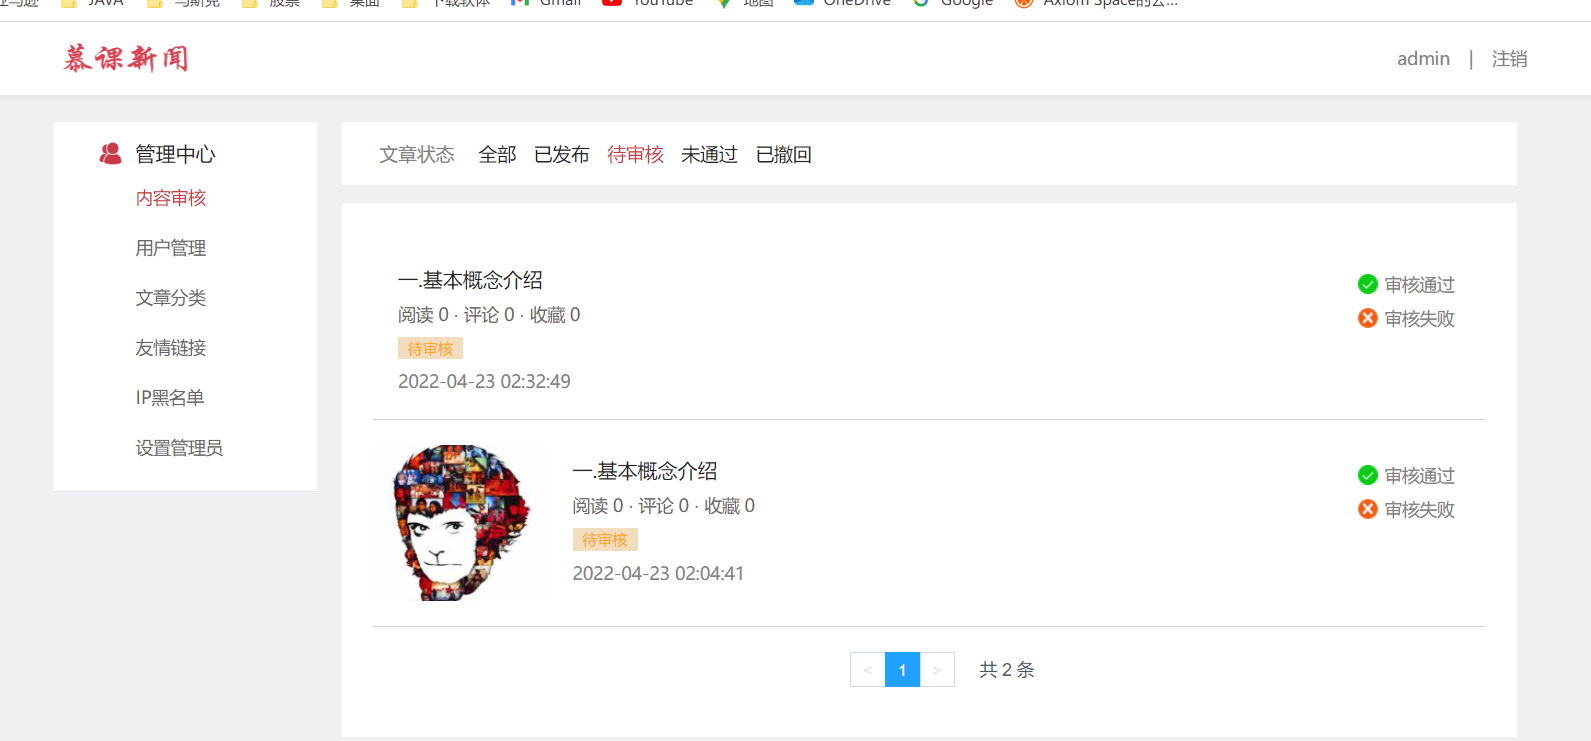 JAVA 马斯克 股票 桌面 下载软体 Gmail YouTube 地图 OneDrive Google Axiom Space的公...
慕课新闻
admin | 注销
管理中心
内容审核
用户管理
文章分类
友情链接
IP黑名单
设置管理员
文章状态 全部 已发布 待审核 未通过 已撤回
一.基本概念介绍
阅读 0 · 评论 0 · 收藏 0
待审核
2022-04-23 02:32:49
审核通过
审核失败
一.基本概念介绍
阅读 0 · 评论 0 · 收藏 0
待审核
2022-04-23 02:04:41
审核通过
审核失败
< 1 > 共 2 条